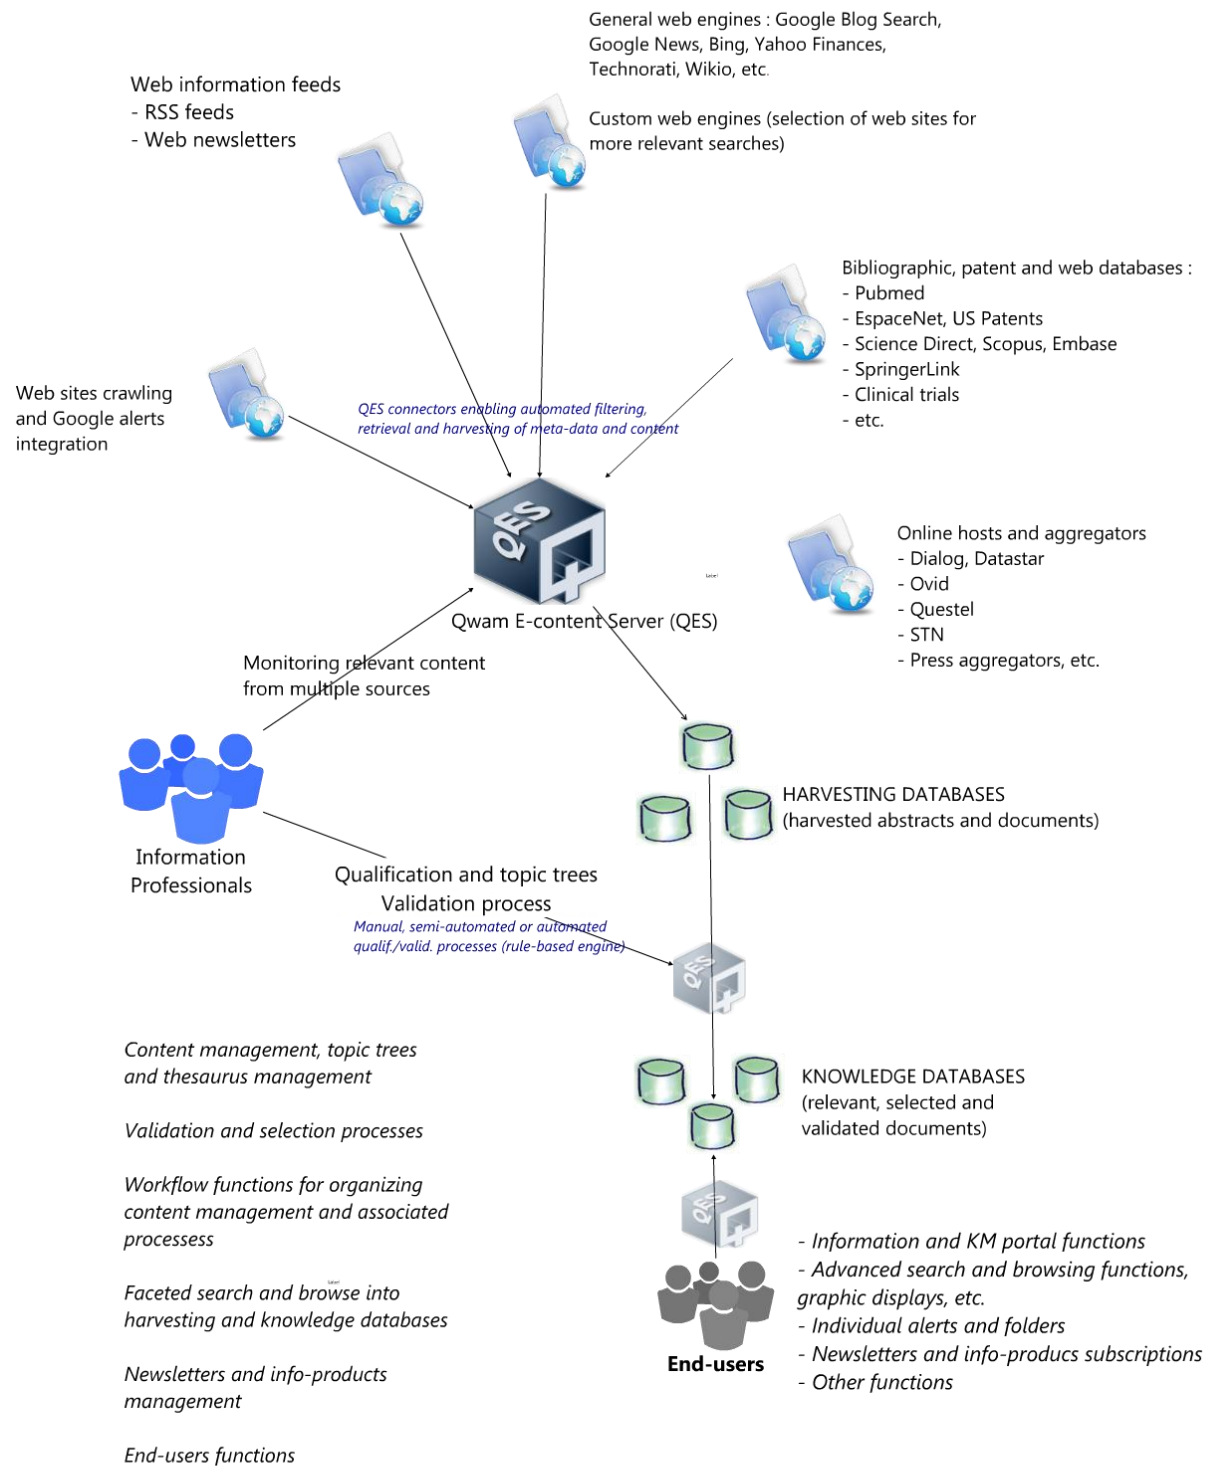 General web engines : Google Blog Search,
Google News, Bing, Yahoo Finances,
Technorati, Wikio, etc.
Custom web engines (selection of web sites for
more relevant searches)
Web information feeds
- RSS feeds
- Web newsletters
Bibliographic, patent and web databases :
- Pubmed
- EspaceNet, US Patents
- Science Direct, Scopus, Embase
- SpringerLink
- Clinical trials
- etc.
Web sites crawling
and Google alerts
integration
QES connectors enabling automated filtering,
retrieval and harvesting of meta-data and content
QES
Qwam E-content Server (QES)
Label
Online hosts and aggregators
- Dialog, Datastar
- Ovid
- Questel
- STN
- Press aggregators, etc.
Monitoring relevant content
from multiple sources
Information
Professionals
HARVESTING DATABASES
(harvested abstracts and documents)
Qualification and topic trees
Validation process
Manual, semi-automated or automated
qualif./valid. processes (rule-based engine)
QES
KNOWLEDGE DATABASES
(relevant, selected and
validated documents)
QES
End-users
- Information and KM portal functions
- Advanced search and browsing functions,
graphic displays, etc.
- Individual alerts and folders
- Newsletters and info-producs subscriptions
- Other functions
Content management, topic trees
and thesaurus management
Validation and selection processes
Workflow functions for organizing
content management and associated
processess
Label
Faceted search and browse into
harvesting and knowledge databases
Newsletters and info-products
management
End-users functions